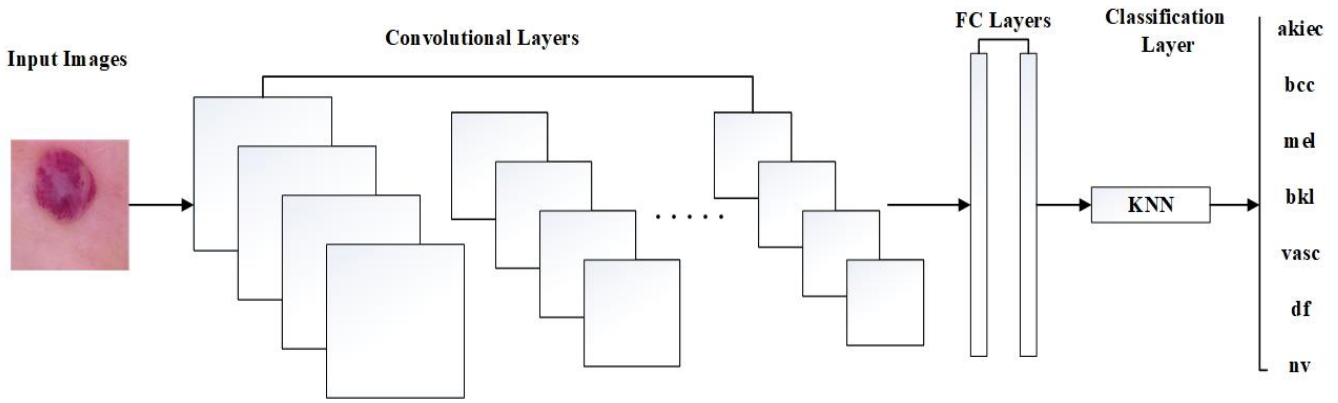 Input Images
Convolutional Layers
FC Layers
Classification
Layer
KNN
akiec
bcc
mel
bkl
vasc
df
nv